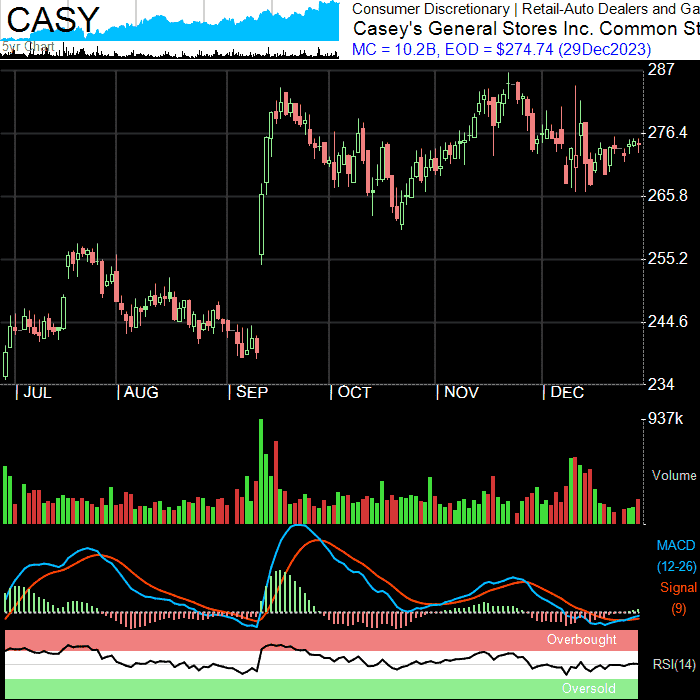 CASY
5yr Chart
Consumer Discretionary | Retail-Auto Dealers and Ga
Casey's General Stores Inc. Common St
MC = 10.2B, EOD = $274.74 (29Dec2023)
287
276.4
265.8
255.2
244.6
234
| JUL | AUG | SEP | OCT | NOV | DEC
937k
Volume
MACD
(12-26)
Signal
(9)
Overbought
RSI(14)
Oversold